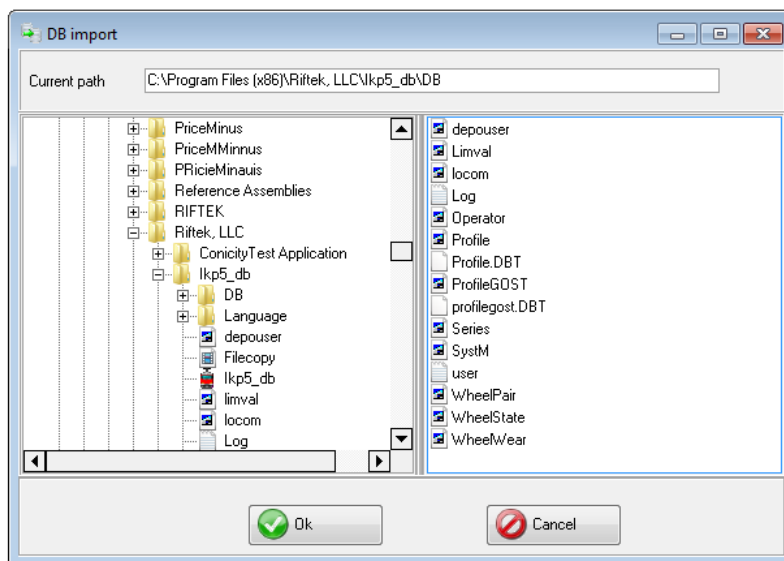 DB import
Current path
C:\Program Files (x86)\Riftek, LLC\Ikp5_db\DB
PriceMinus
PriceMMinnus
PRicieMinauis
Reference Assemblies
RIFTEK
Riftek, LLC
ConicityTest Application
Ikp5_db
DB
Language
depouser
Filecopy
Ikp5_db
limval
locom
Log
depouser
Limval
locom
Log
Operator
Profile
Profile.DBT
ProfileGOST
profilegost.DBT
Series
SystM
user
WheelPair
WheelState
WheelWear
Ok
Cancel